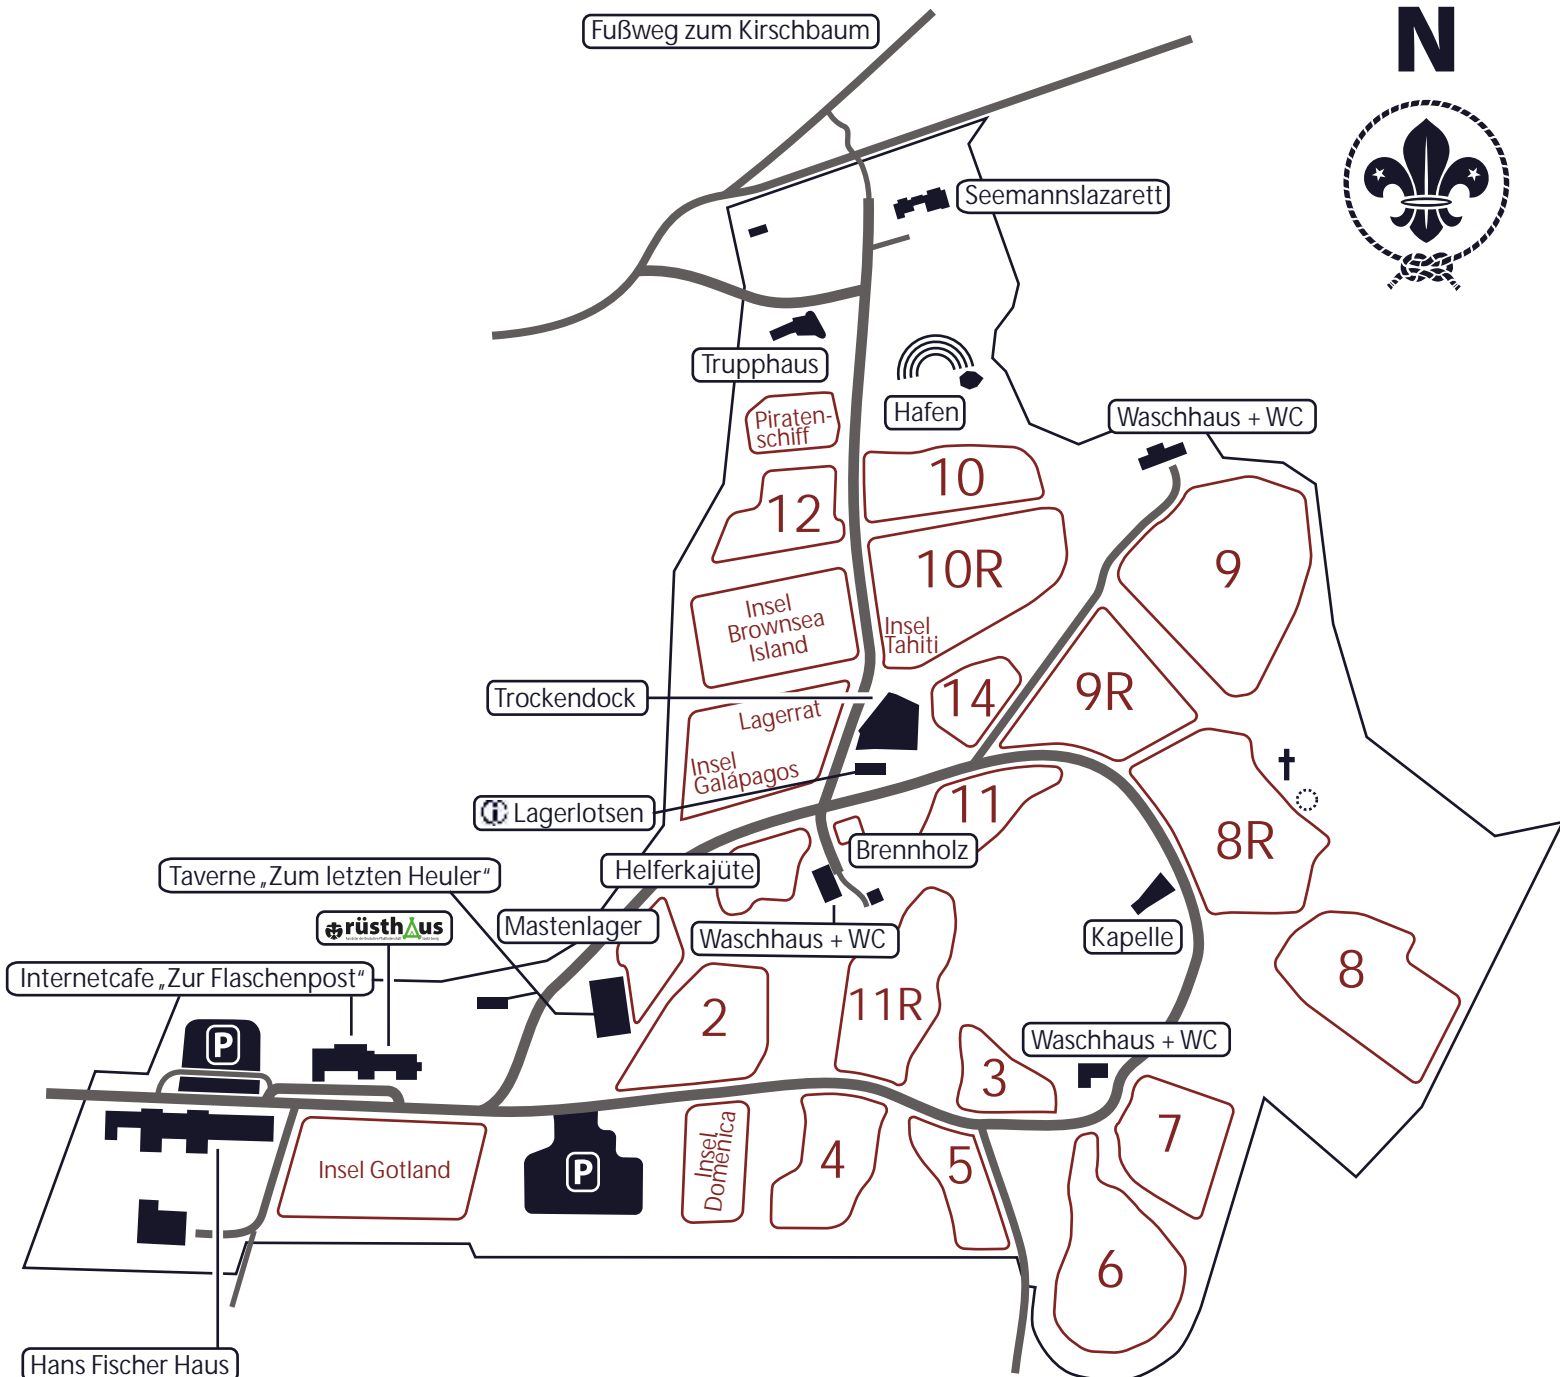 Fußweg zum Kirschbaum
N
Seemannslazarett
Trupphaus
Hafen
Piraten-
schiff
Waschhaus + WC
10
12
10R
9
Insel
Brownsea
Island
Insel
Tahiti
Trockendock
14
9R
Lagerrat
Insel
Galápagos
i Lagerlotsen
11
8R
Brennholz
Helferkajüte
Taverne „Zum letzten Heuler“
Mastenlager
rüsthaus
Waschhaus + WC
Kapelle
Internetcafe „Zur Flaschenpost“
8
11R
2
P
Waschhaus + WC
3
7
Insel Gotland
P
Insel
Domenica
4
5
6
Hans Fischer Haus